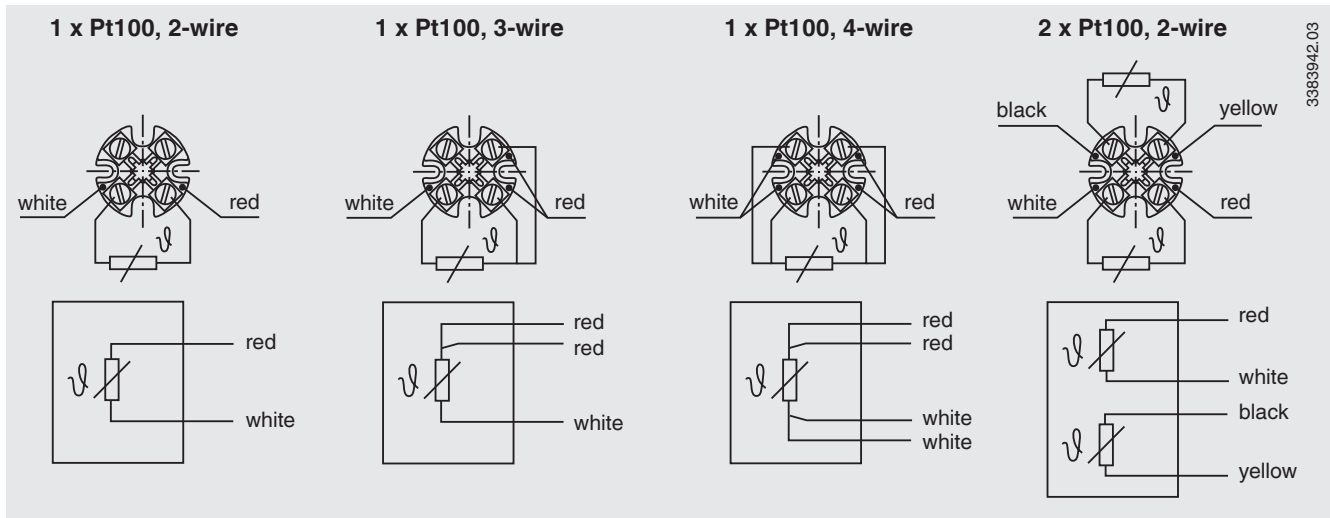 1 x Pt100, 2-wire
1 x Pt100, 3-wire
1 x Pt100, 4-wire
2 x Pt100, 2-wire
3383942.03
white
red
ϑ
white
red
ϑ
white
red
ϑ
ϑ
black
yellow
white
red
ϑ
ϑ
red
white
ϑ
red
red
white
ϑ
red
red
white
white
ϑ
red
white
ϑ
black
yellow